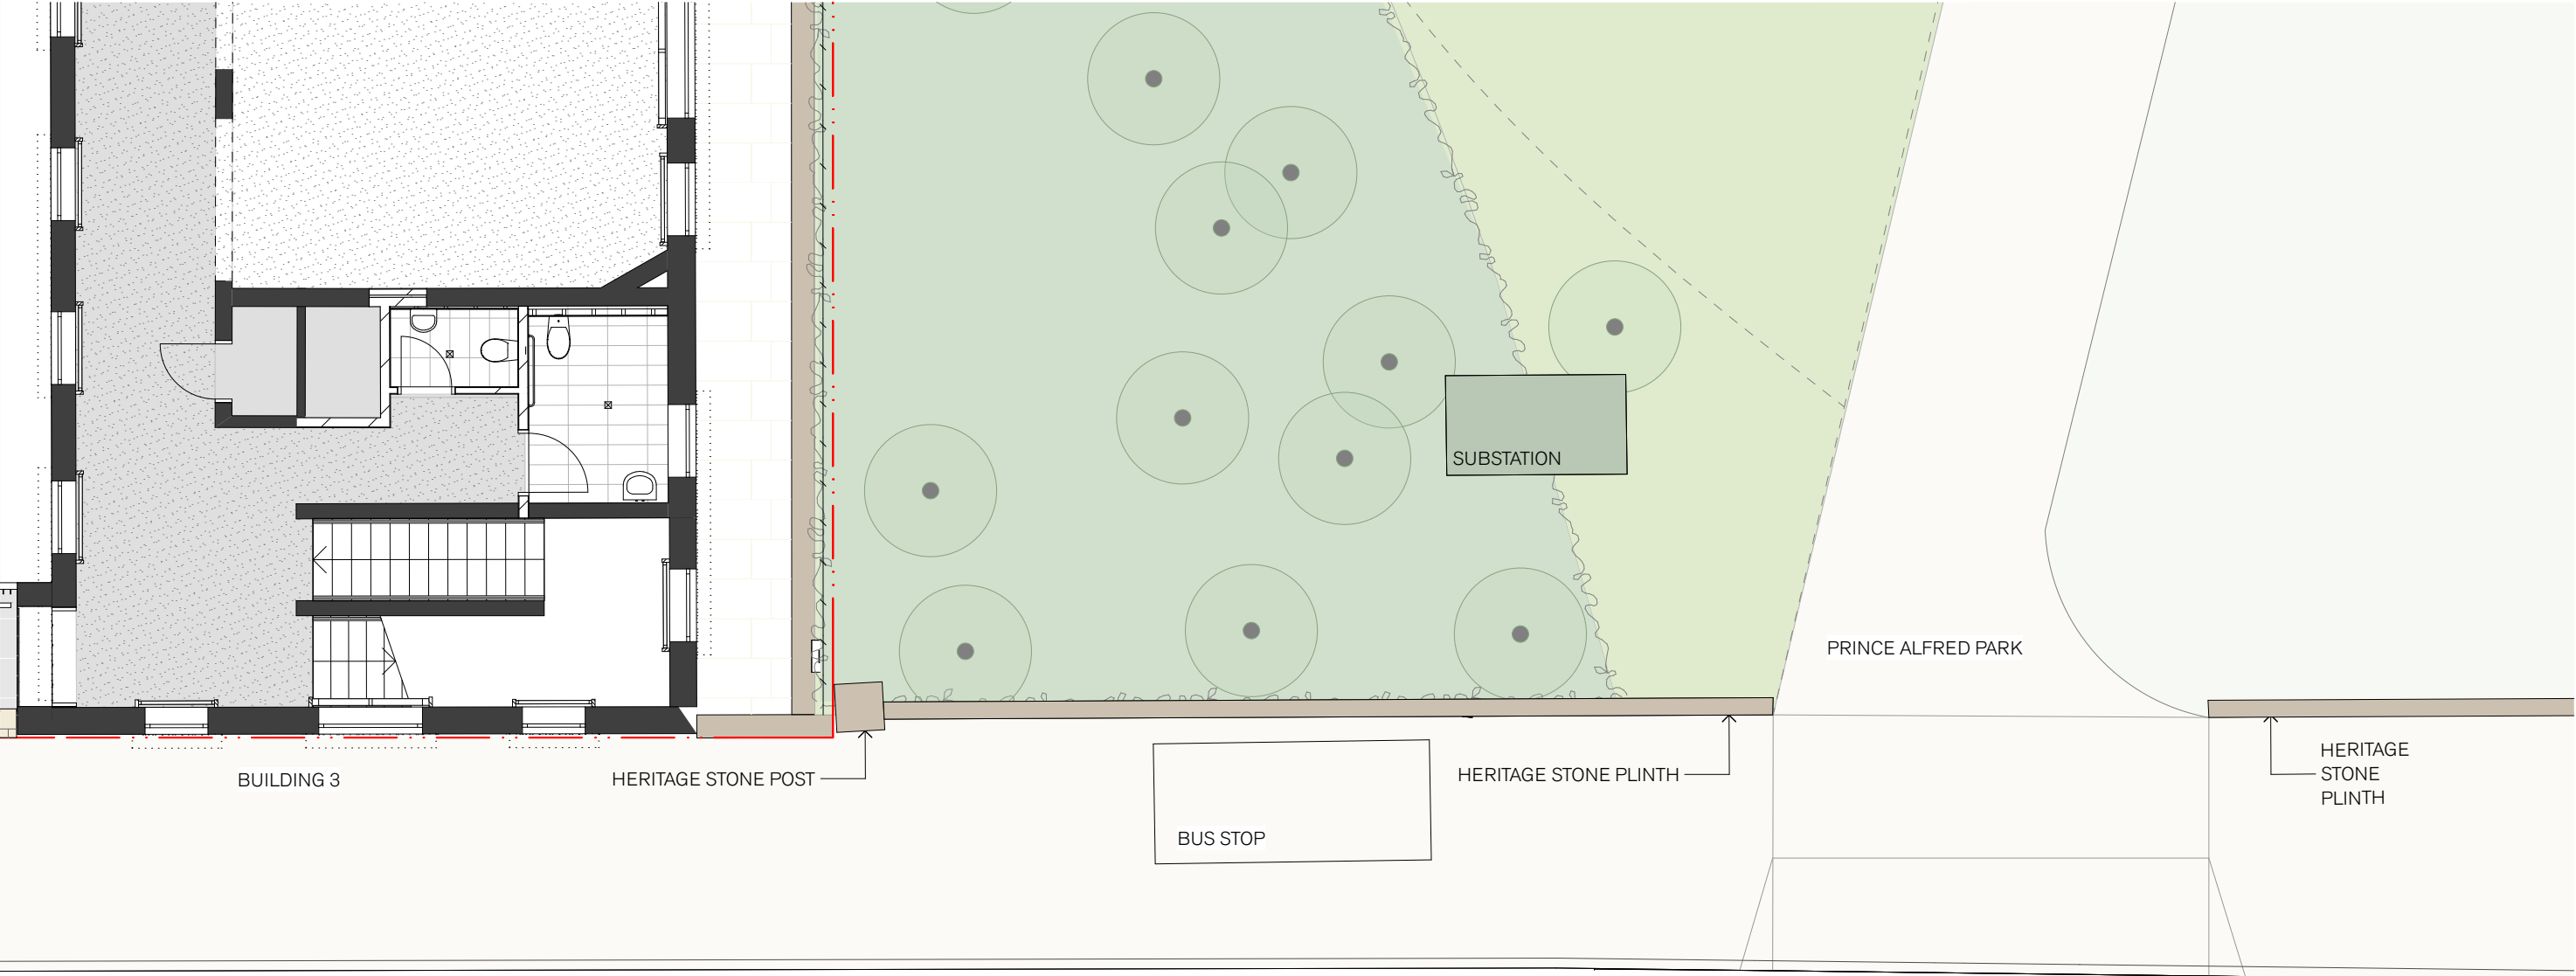 SUBSTATION
PRINCE ALFRED PARK
BUILDING 3
HERITAGE STONE POST
BUS STOP
HERITAGE STONE PLINTH
HERITAGE
STONE
PLINTH